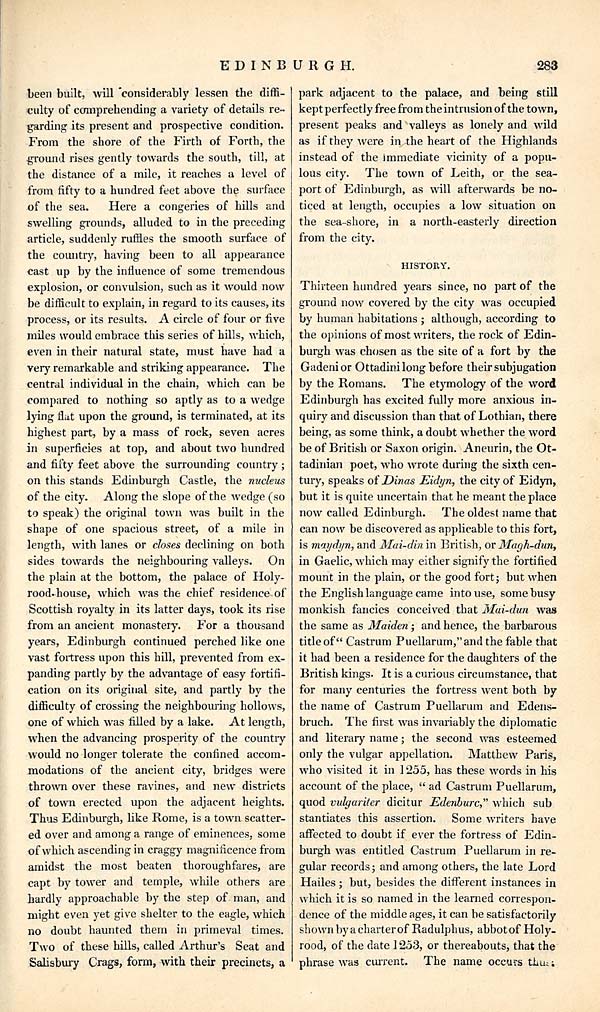 EDINBURGH. 283
been built, will considerably lessen the diffi-
culty of comprehending a variety of details re-
garding its present and prospective condition.
From the shore of the Firth of Forth, the
ground rises gently towards the south, till, at
the distance of a mile, it reaches a level of
from fifty to a hundred feet above the surface
of the sea. Here a congeries of hills and
swelling grounds, alluded to in the preceding
article, suddenly ruffles the smooth surface of
the country, having been to all appearance
cast up by the influence of some tremendous
explosion, or convulsion, such as it would now
be difficult to explain, in regard to its causes, its
process, or its results. A circle of four or five
miles would embrace this series of hills, which,
even in their natural state, must have had a
very remarkable and striking appearance. The
central individual in the chain, which can be
compared to nothing so aptly as to a wedge
lying flat upon the ground, is terminated, at its
highest part, by a mass of rock, seven acres
in superficies at top, and about two hundred
and fifty feet above the surrounding country;
on this stands Edinburgh Castle, the nucleus
of the city. Along the slope of the wedge (so
to speak) the original town was built in the
shape of one spacious street, of a mile in
length, with lanes or closes declining on both
sides towards the neighbouring valleys. On
the plain at the bottom, the palace of Holy-
rood-house, which was the chief residence of
Scottish royalty in its latter days, took its rise
from an ancient monastery. For a thousand
years, Edinburgh continued perched like one
vast fortress upon this hill, prevented from ex-
panding partly by the advantage of easy fortifi-
cation on its original site, and partly by the
difficulty of crossing the neighbouring hollows,
one of which was filled by a lake. At length,
when the advancing prosperity of the country
would no longer tolerate the confined accom-
modations of the ancient city, bridges were
thrown over these ravines, and new districts
of town erected upon the adjacent heights.
Thus Edinburgh, like Rome, is a town scatter-
ed over and among a range of eminences, some
of which ascending in craggy magnificence from
amidst the most beaten thoroughfares, are
capt by tower and temple, while others are
hardly approachable by the step of man, and
might even yet give shelter to the eagle, which
no doubt haunted them in primeval times.
Two of these hills, called Arthur's Seat and
Salisbury Crags, form, with their precincts, a
park adjacent to the palace, and being still
kept perfectly free from the intrusion of the town,
present peaks and valleys as lonely and wild
as if they were in the heart of the Highlands
instead of the immediate vicinity of a popu-
lous city. The town of Leith, or the sea-
port of Edinburgh, as will afterwards be no-
ticed at length, occupies a low situation on
the sea-shore, in a north-easterly direction
from the city.
HISTORY.
Thirteen hundred years since, no part of the
ground now covered by the city was occupied
by human habitations; although, according to
the opinions of most writers, the rock of Edin-
burgh was chosen as the site of a fort by the
Gadeni or Ottadini long before their subjugation
by the Romans. The etymology of the word
Edinburgh has excited fully more anxious in-
quiry and discussion than that of Lothian, there
being, as some think, a doubt whether the word
be of British or Saxon origin. Aneurin, the Ot-
tadinian poet, who wrote during the sixth cen-
tury, speaks of Dinas Eidyn, the city of Eidyn,
but it is quite uncertain that he meant the place
now called Edinburgh. The oldest name that
can now be discovered as applicable to this fort,
is maydyn, and Mai-din in British, or Magh-dun,
in Gaelic, which may either signify the fortified
mount in the plain, or the good fort; but when
the English language came into use, some busy
monkish fancies conceived that Mai-dun was
the same as Maiden; and hence, the barbarous
title of " Castrum Puellarum," and the fable that
it had been a residence for the daughters of the
British kings. It is a curious circumstance, that
for many centuries the fortress went both by
the name of Castrum Puellarum and Edens-
bruch. The first was invariably the diplomatic
and literary name; the second was esteemed
only the vulgar appellation. Matthew Paris,
who visited it in 1255, has these words in his
account of the place, " ad Castrum Puellarum,
quod vulgariter dicitur Edenburc," which sub
stantiates this assertion. Some writers have
affected to doubt if ever the fortress of Edin-
burgh was entitled Castrum Puellarum in re-
gular records; and among others, the late Lord
Hailes; but, besides the different instances in
which it is so named in the learned correspon-
dence of the middle ages, it can be satisfactorily
shown by a charter of Radulphus, abbot of Holy-
rood, of the date 1253, or thereabouts, that the
phrase was current. The name occurs thus: